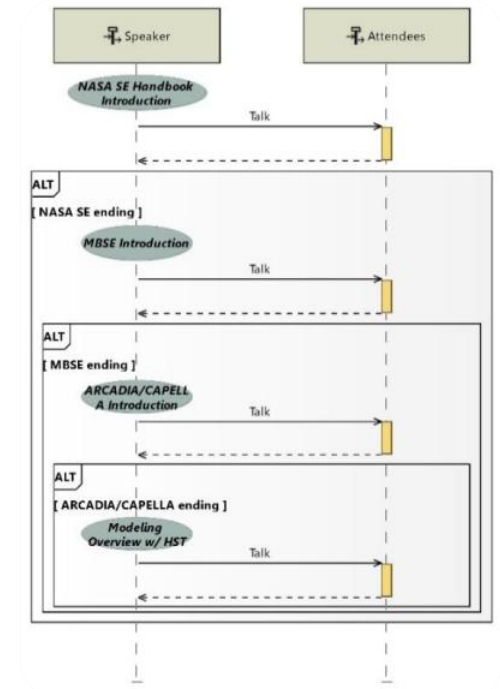 Speaker
Attendees
NASA SE Handbook
Introduction
Talk
ALT
[ NASA SE ending ]
MBSE Introduction
Talk
ALT
[ MBSE ending ]
ARCADIA/CAPELL
A Introduction
Talk
ALT
[ ARCADIA/CAPELLA ending ]
Modeling
Overview w/ HST
Talk